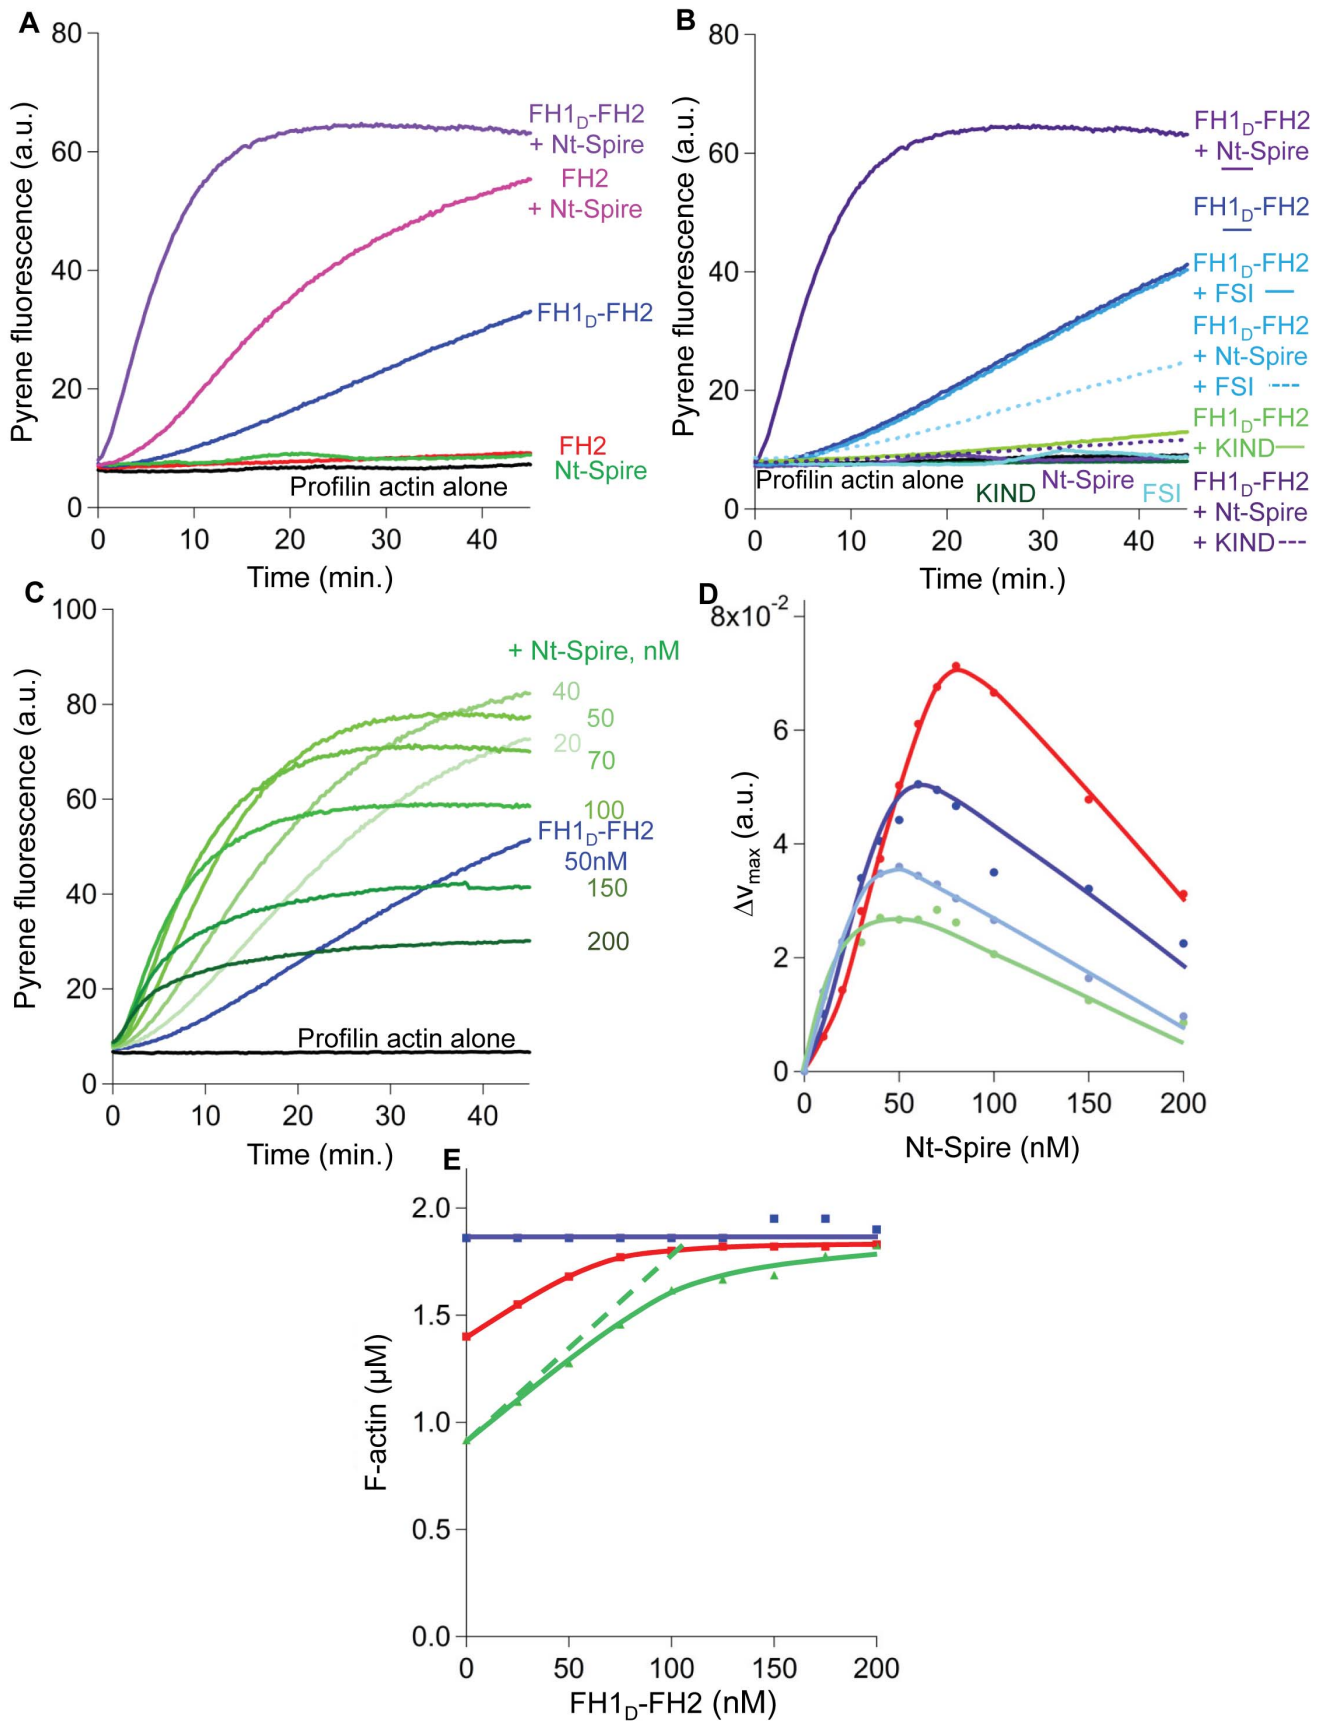 A
80
60
40
20
0
Pyrene fluorescence (a.u.)
FH1D-FH2
+ Nt-Spire
FH2
+ Nt-Spire
FH1D-FH2
FH2
Nt-Spire
Profilin actin alone
0 10 20 30 40
Time (min.)
B
80
60
40
20
0
Pyrene fluorescence (a.u.)
FH1D-FH2
+ Nt-Spire
FH1D-FH2
FH1D-FH2
+ FSI
FH1D-FH2
+ Nt-Spire
+ FSI
FH1D-FH2
+ KIND
FH1D-FH2
+ Nt-Spire
+ KIND
Profilin actin alone
KIND
Nt-Spire
FSI
0 10 20 30 40
Time (min.)
C
100
80
60
40
20
0
Pyrene fluorescence (a.u.)
+ Nt-Spire, nM
40
50
20
70
100
FH1D-FH2
50nM
150
200
Profilin actin alone
0 10 20 30 40
Time (min.)
D
8x10-2
6
4
2
0
Δvmax (a.u.)
0 50 100 150 200
Nt-Spire (nM)
E
2.0
1.5
1.0
0.5
0.0
F-actin (µM)
0 50 100 150 200
FH1D-FH2 (nM)